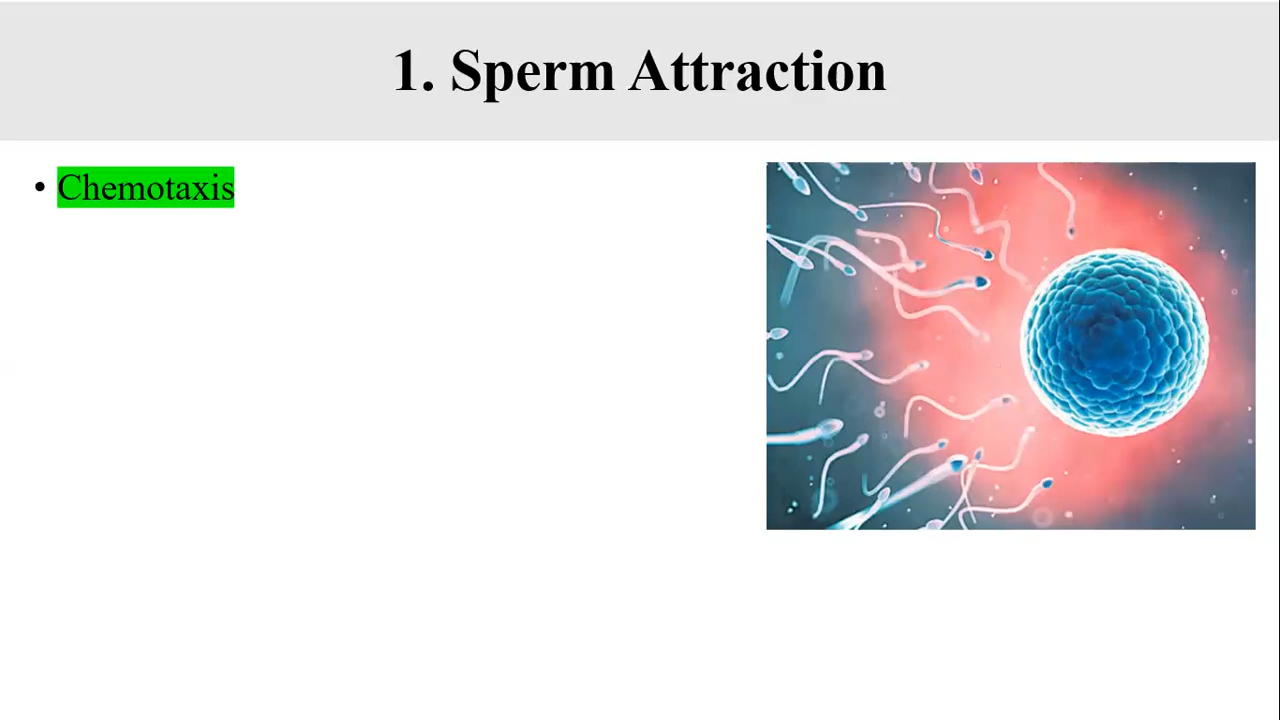 1. Sperm Attraction
• Chemotaxis